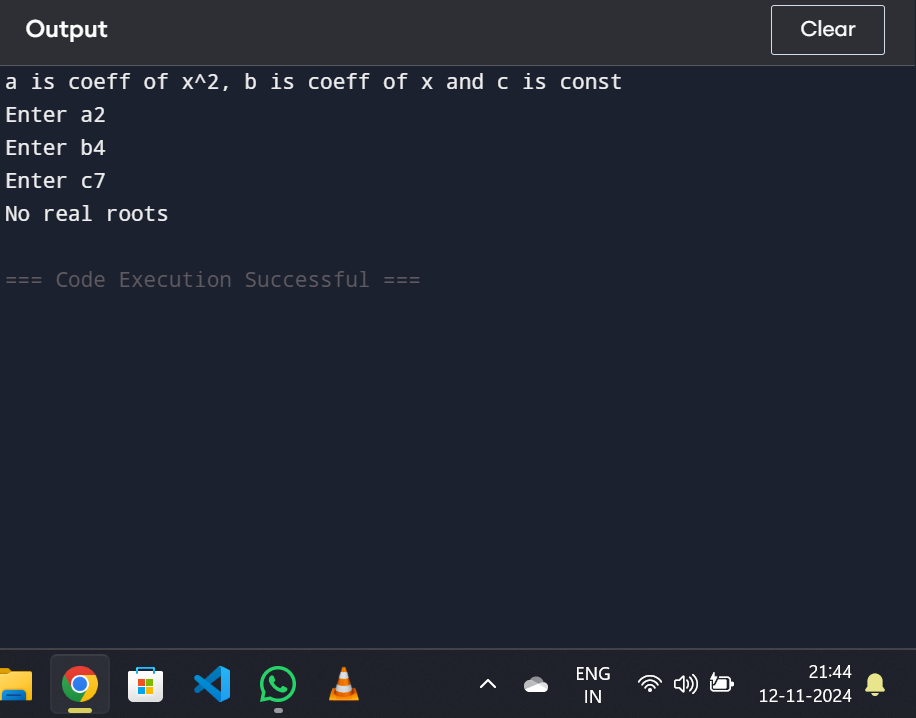 Output
Clear
a is coeff of x^2, b is coeff of x and c is const
Enter a2
Enter b4
Enter c7
No real roots
=== Code Execution Successful ===
ENG
IN
21:44
12-11-2024